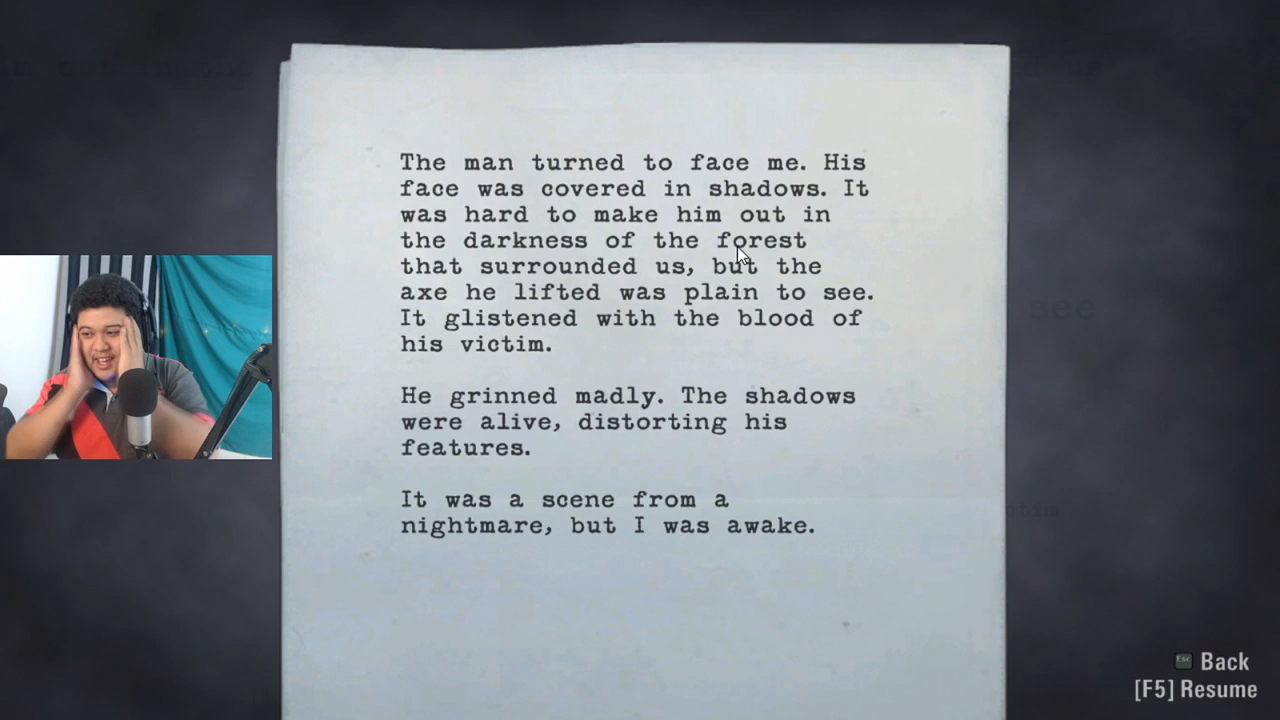 The man turned to face me. His
face was covered in shadows. It
was hard to make him out in
the darkness of the forest
that surrounded us, but the
axe he lifted was plain to see.
It glistened with the blood of
his victim.
He grinned madly. The shadows
were alive, distorting his
features.
It was a scene from a
nightmare, but I was awake.
see
Esc Back
[F5] Resume